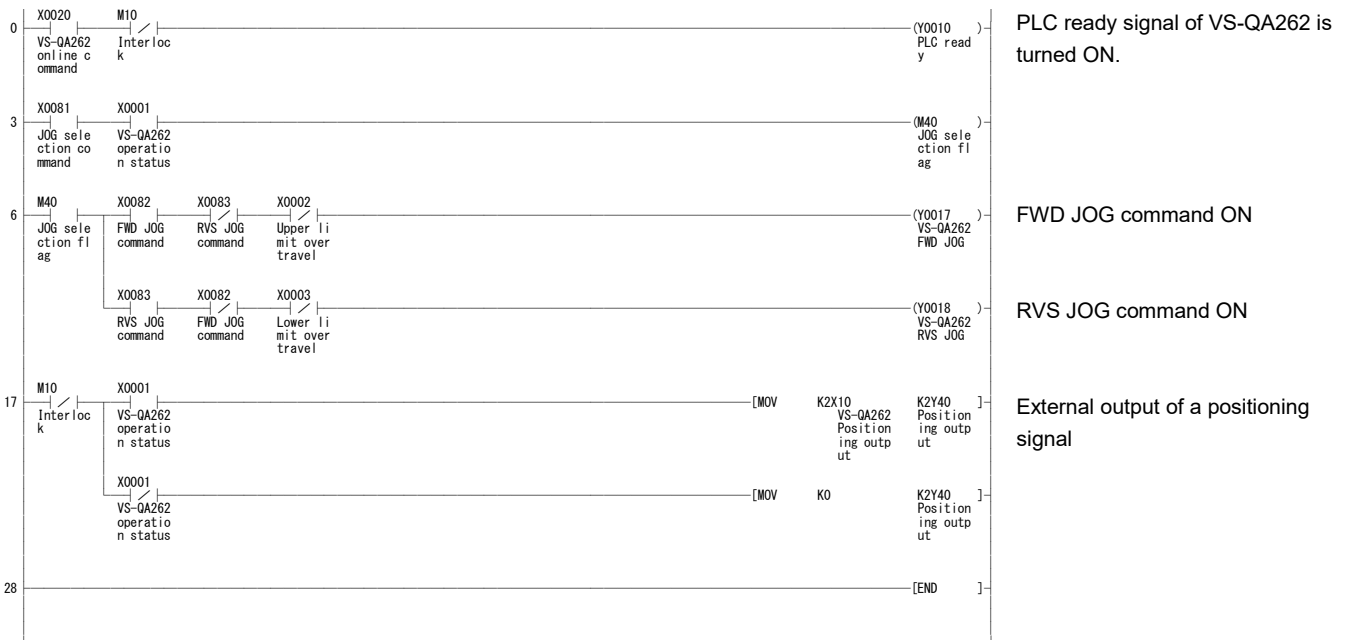 X0020 M10
0 (Y0010 ) PLC ready signal of VS-QA262 is
VS-QA262 Interloc PLC read turned ON.
online c k y
ommand
X0081 X0001
3 (M40 )
JOG sele VS-QA262 JOG sele
ction co operatio ction fl
mmand n status ag
M40 X0082 X0083 X0002
6 (Y0017 ) FWD JOG command ON
JOG sele FWD JOG RVS JOG Upper li VS-QA262
ction fl command command mit over FWD JOG
ag travel
X0083 X0082 X0003
(Y0018 ) RVS JOG command ON
RVS JOG FWD JOG Lower li VS-QA262
command command mit over RVS JOG
travel
M10 X0001
17 [MOV K2X10 K2Y40 ] External output of a positioning
Interloc VS-QA262 VS-QA262 Position signal
k operatio Position ing outp
n status ing outp ut
ut
X0001
[MOV K0 K2Y40 ]
VS-QA262 Position
operatio ing outp
n status ut
28 [END ]